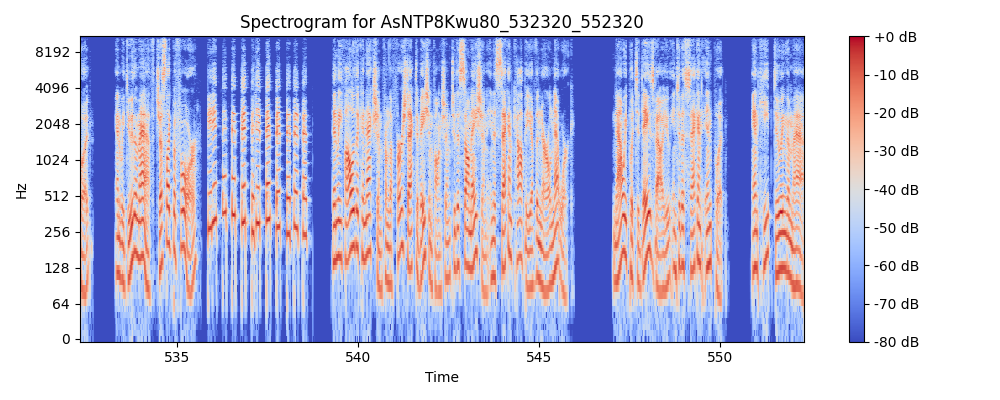 Spectrogram for AsNTP8Kwu80_532320_552320
8192
4096
2048
1024
512
256
128
64
0
Hz
535
540
545
550
Time
+0 dB
-10 dB
-20 dB
-30 dB
-40 dB
-50 dB
-60 dB
-70 dB
-80 dB